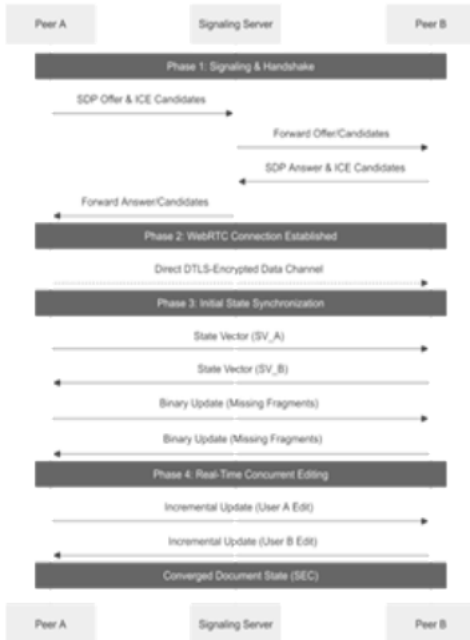 Peer A Signaling Server Peer B
Phase 1: Signaling & Handshake
SDP Offer & ICE Candidates
Forward Offer/Candidates
SDP Answer & ICE Candidates
Forward Answer/Candidates
Phase 2: WebRTC Connection Established
Direct DTLS-Encrypted Data Channel
Phase 3: Initial State Synchronization
State Vector (SV_A)
State Vector (SV_B)
Binary Update (Missing Fragments)
Binary Update (Missing Fragments)
Phase 4: Real-Time Concurrent Editing
Incremental Update (User A Edit)
Incremental Update (User B Edit)
Converged Document State (SEC)
Peer A Signaling Server Peer B